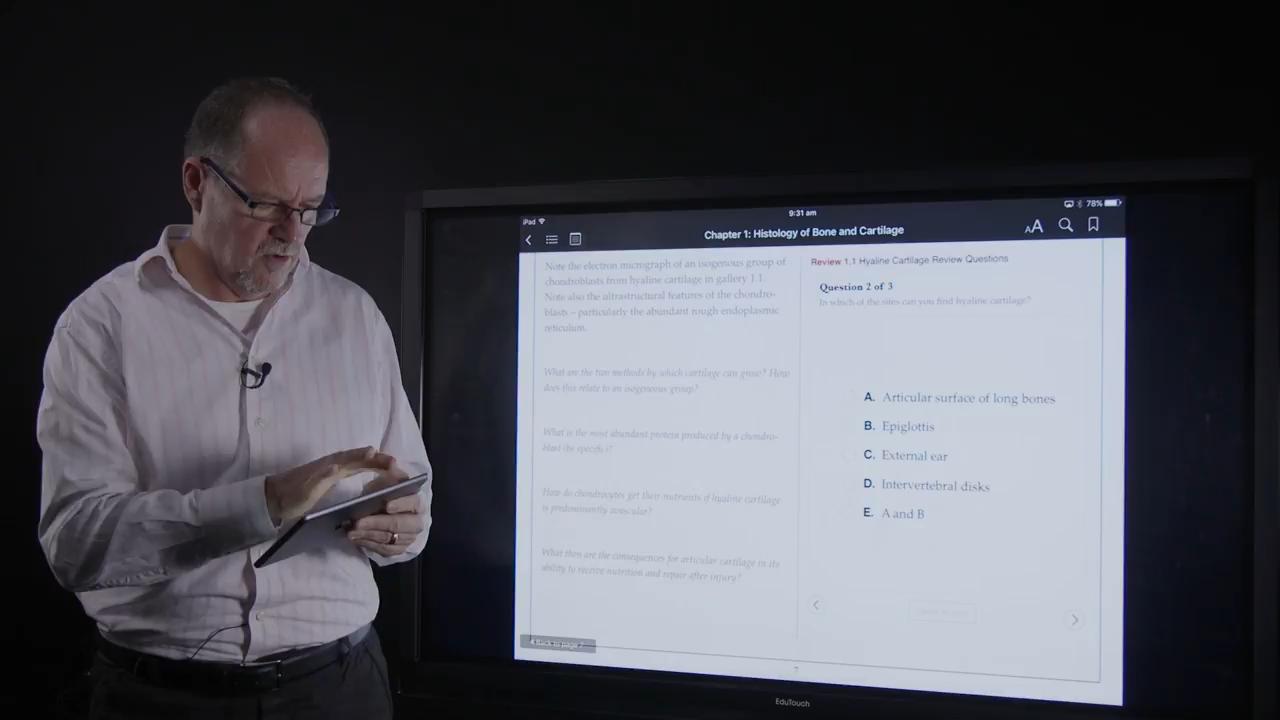 iPad
9:31 am
78%
Chapter 1: Histology of Bone and Cartilage
AA
Note the electron micrograph of an isogenous group of
chondroblasts from hyaline cartilage in gallery 1.1.
Note also the ultrastructural features of the chondro-
blasts – particularly the abundant rough endoplasmic
reticulum.
What are the two methods by which cartilage can grow? How
does this relate to an isogeneous group?
What is the most abundant protein produced by a chondro-
blast (be specific)?
How do chondrocytes get their nutrients if hyaline cartilage
is predominantly avascular?
What then are the consequences for articular cartilage in its
ability to receive nutrition and repair after injury?
Back to page 7
Review 1.1 Hyaline Cartilage Review Questions
Question 2 of 3
In which of the sites can you find hyaline cartilage?
A. Articular surface of long bones
B. Epiglottis
C. External ear
D. Intervertebral disks
E. A and B
EduTouch